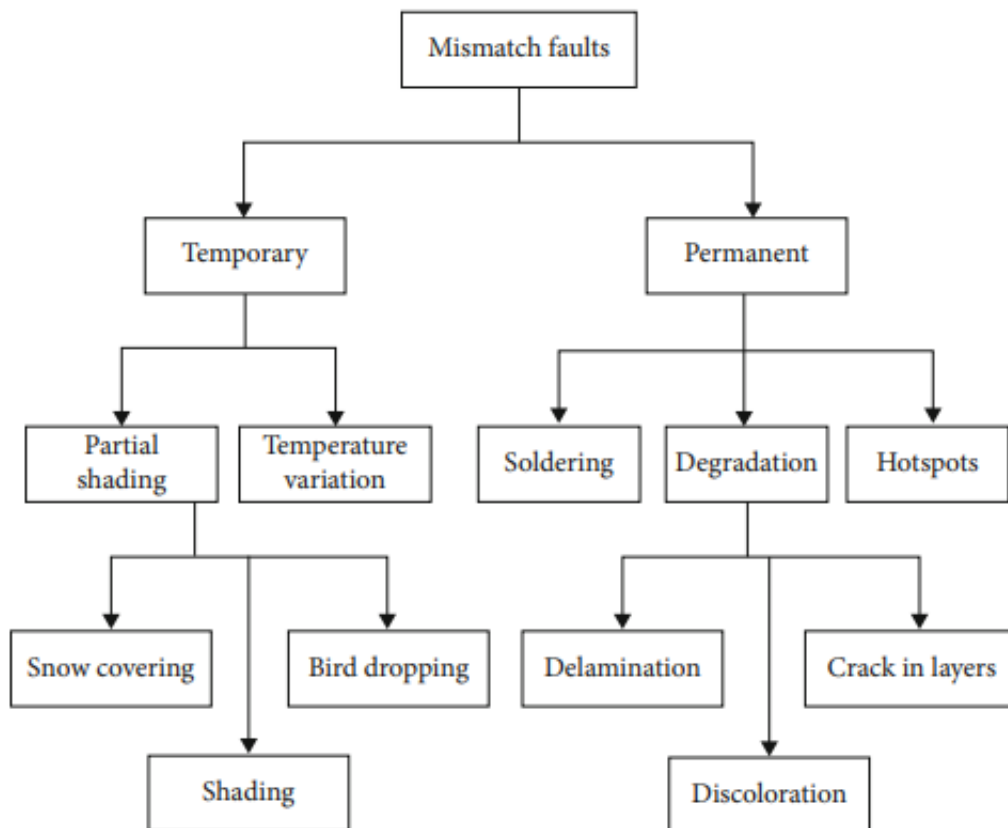 Mismatch faults
Temporary
Permanent
Partial
shading
Temperature
variation
Soldering
Degradation
Hotspots
Snow covering
Bird dropping
Delamination
Crack in layers
Shading
Discoloration